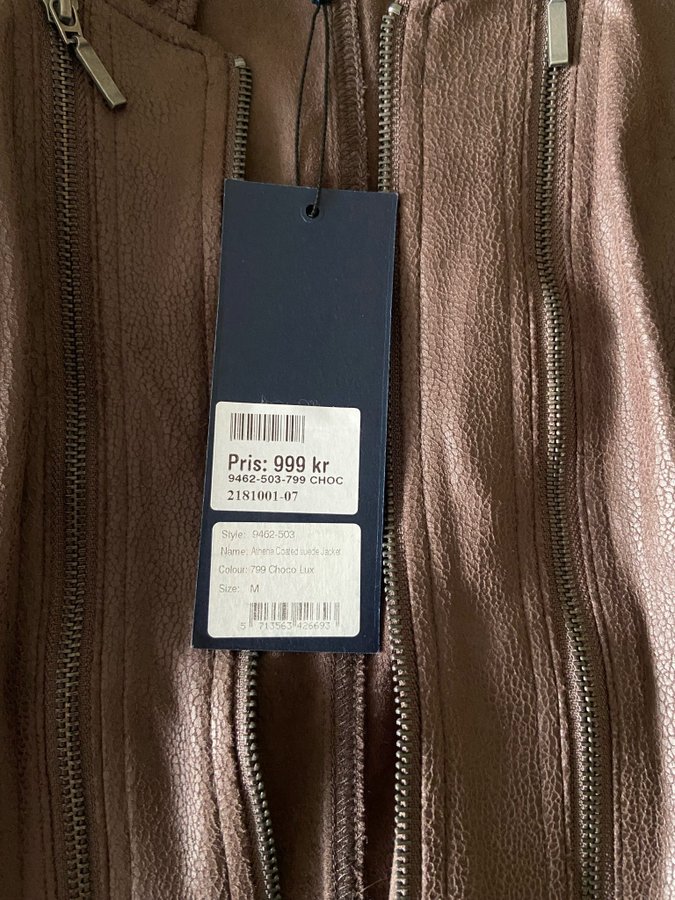 Pris: 999 kr
9462-503-799 CHOC
2181001-07
Style: 9462-503
Name: Athena Coated suede Jacket
Colour: 799 Choco Lux
Size: M
5 713563 426693